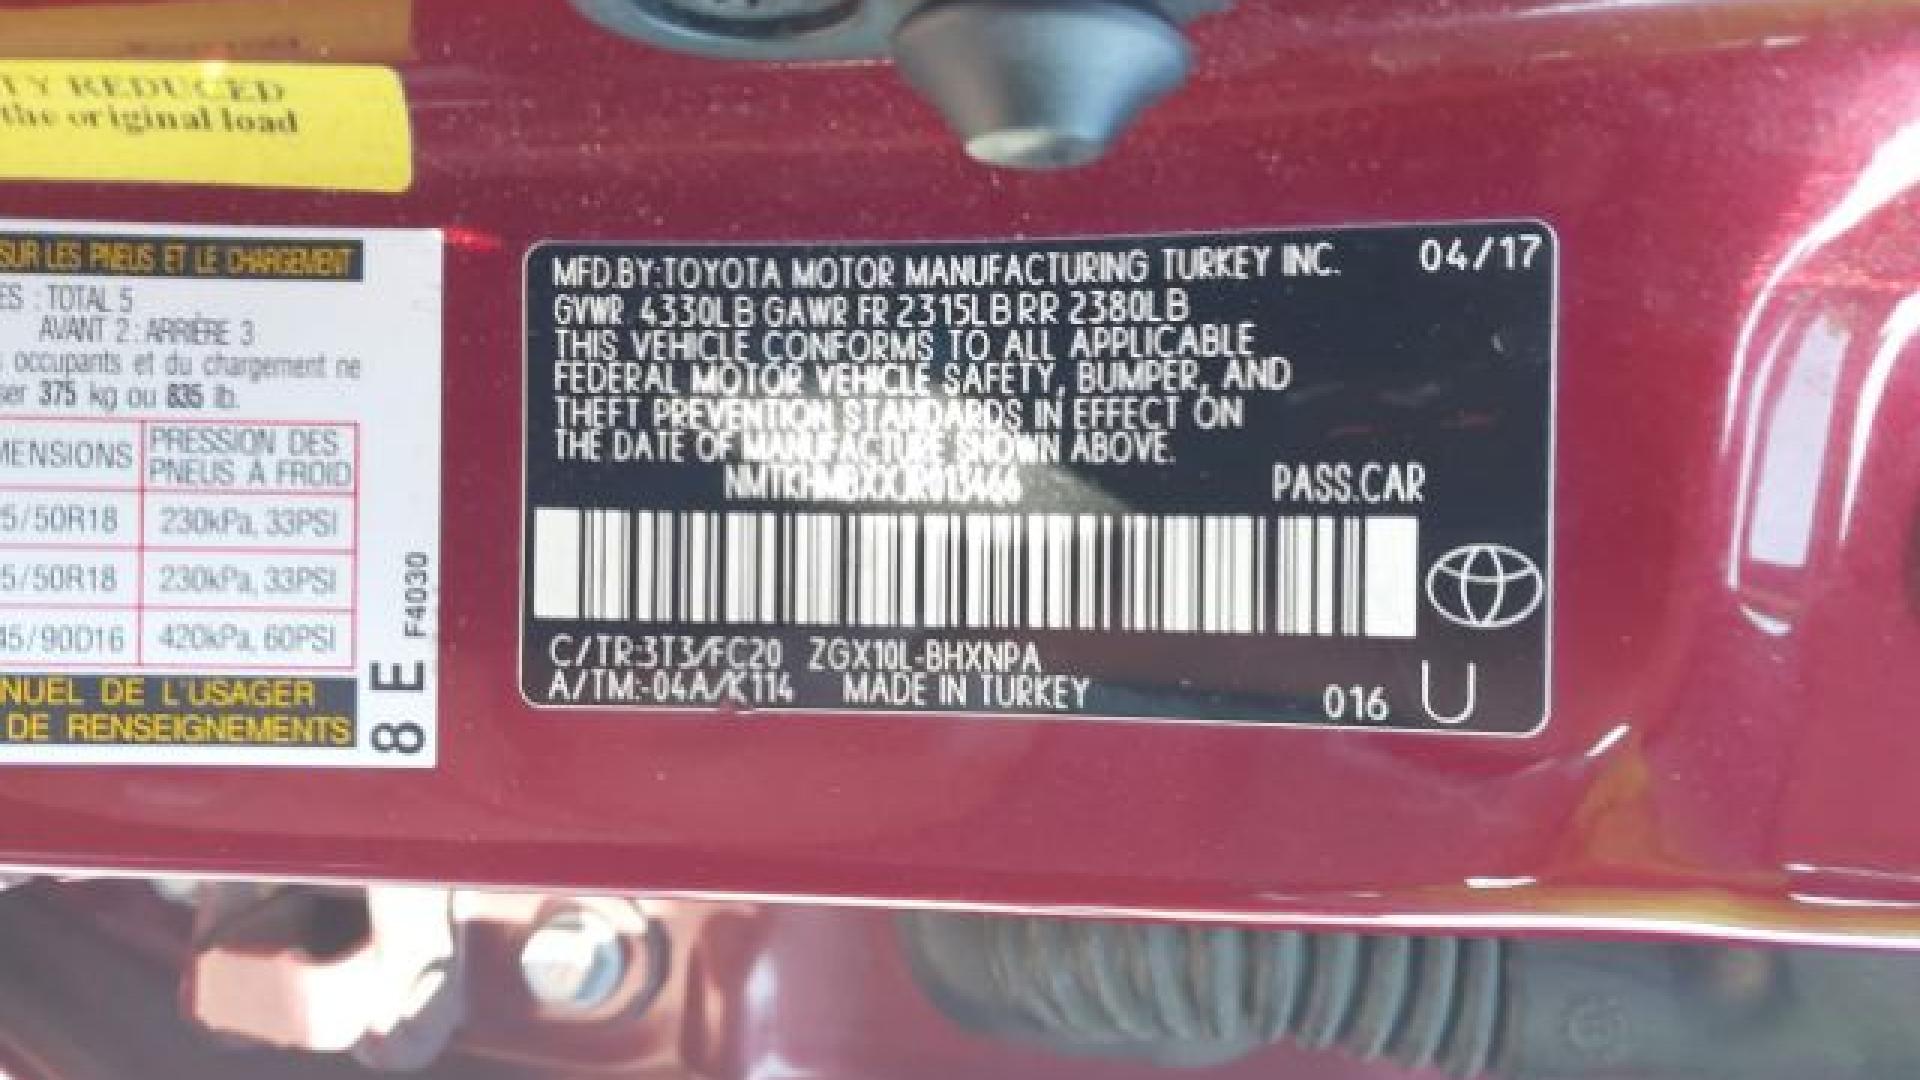 TY REDUCED
the original load
SUR LES PNEUS ET LE CHARGEMENT
ES : TOTAL 5
AVANT 2 : ARRIÈRE 3
s occupants et du chargement ne
ser 375 kg ou 835 lb.
MENSIONS PRESSION DES
PNEUS À FROID
5/50R18 230kPa, 33PSI
5/50R18 230kPa, 33PSI
45/90D16 420kPa, 60PSI
NUEL DE L'USAGER
DE RENSEIGNEMENTS
F4030
8 E
MFD.BY:TOYOTA MOTOR MANUFACTURING TURKEY INC. 04/17
GVWR 4330LB GAWR FR 2315LB RR 2380LB
THIS VEHICLE CONFORMS TO ALL APPLICABLE
FEDERAL MOTOR VEHICLE SAFETY, BUMPER, AND
THEFT PREVENTION STANDARDS IN EFFECT ON
THE DATE OF MANUFACTURE SHOWN ABOVE.
PASS.CAR
C/TR:3T3/FC20 ZGX10L-BHXNPA
A/TM:-04A/K114 MADE IN TURKEY
016 U